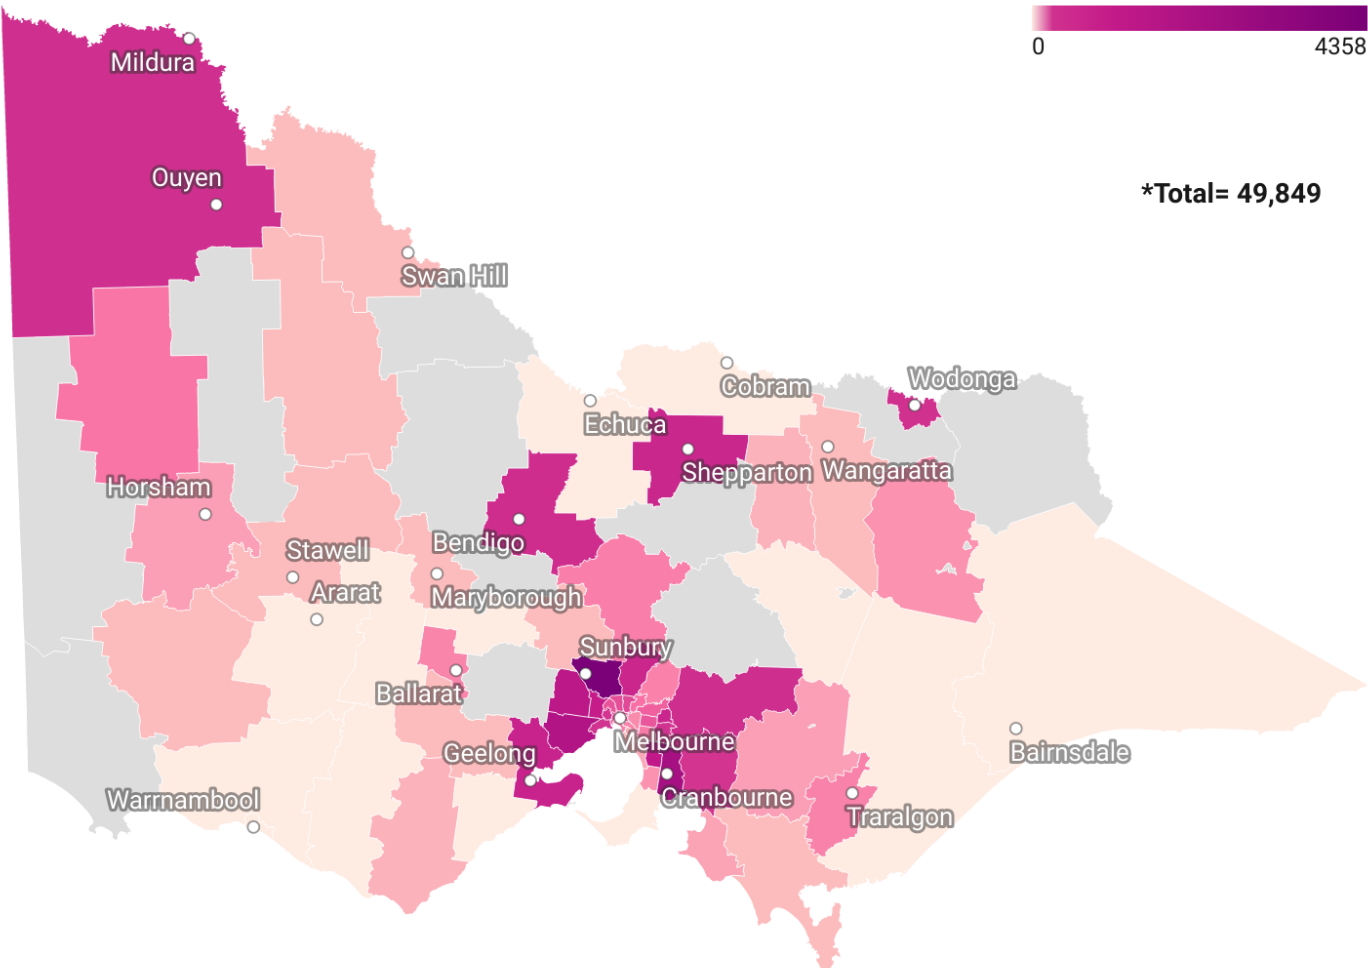 0
4358
Mildura
Ouyen
*Total= 49,849
Swan Hill
Cobram
Wodonga
Echuca
Shepparton
Wangaratta
Horsham
Stawell
Bendigo
Ararat
Maryborough
Sunbury
Ballarat
Melbourne
Geelong
Bairnsdale
Warrnambool
Cranbourne
Traralgon